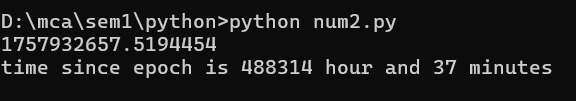 D:\mca\sem1\python>python num2.py
1757932657.5194454
time since epoch is 488314 hour and 37 minutes